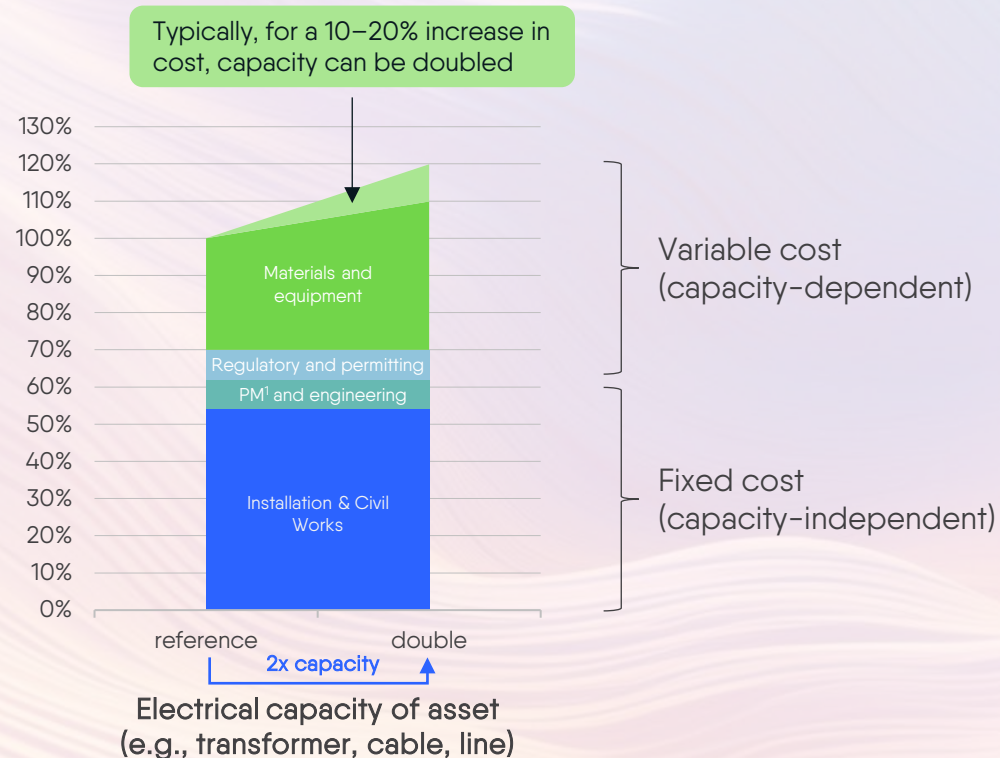 Typically, for a 10–20% increase in
cost, capacity can be doubled
130%
120%
110%
100%
90%
80%
70%
60%
50%
40%
30%
20%
10%
0%
Materials and
equipment
Regulatory and permitting
PM¹ and engineering
Installation & Civil
Works
Variable cost
(capacity-dependent)
Fixed cost
(capacity-independent)
reference
double
2x capacity
Electrical capacity of asset
(e.g., transformer, cable, line)